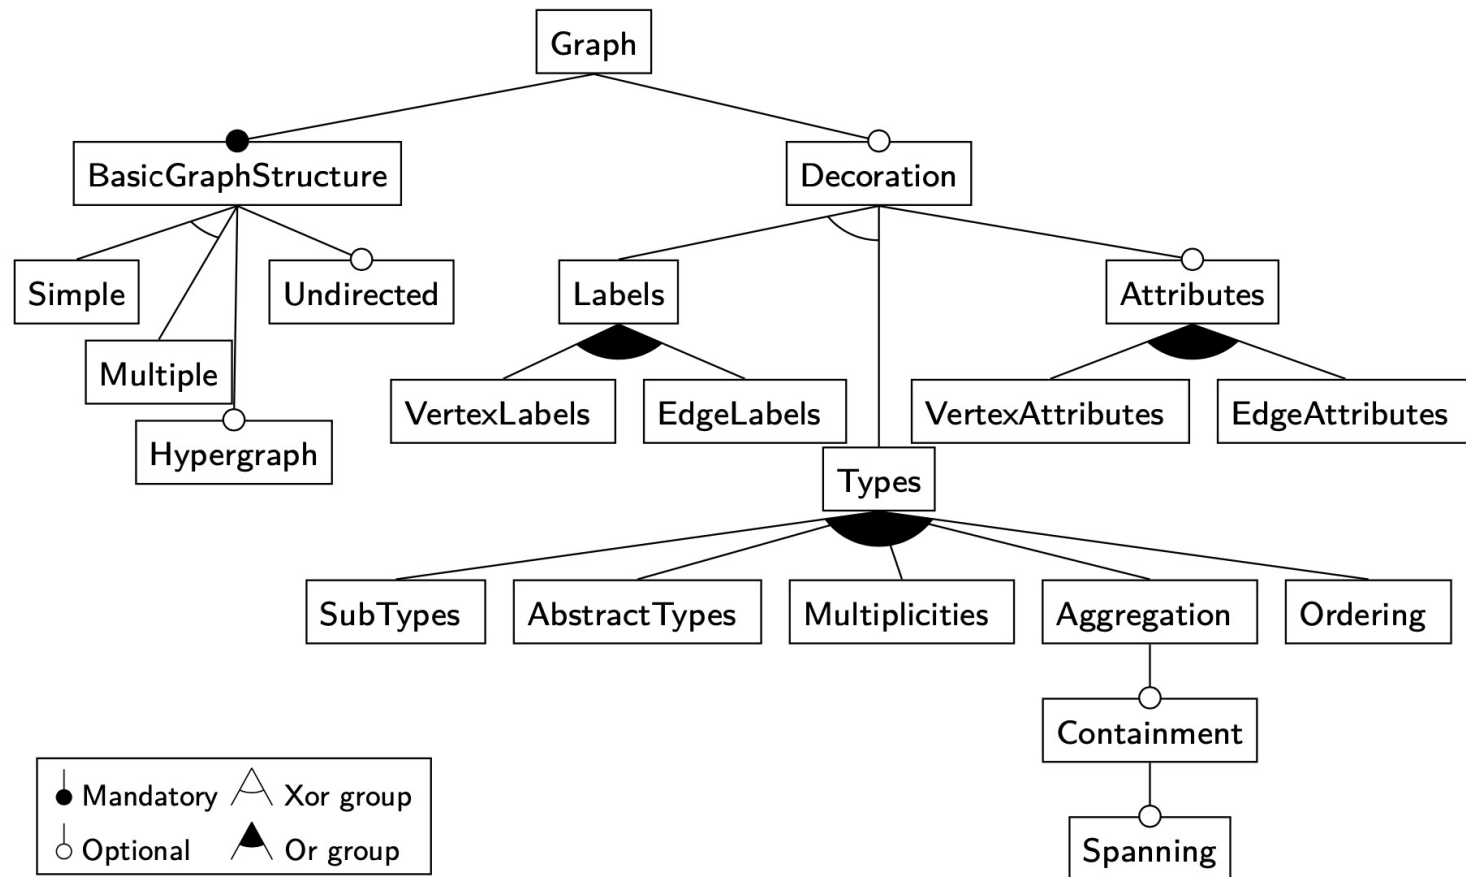 Graph
BasicGraphStructure
Decoration
Simple
Undirected
Labels
Attributes
Multiple
VertexLabels
EdgeLabels
VertexAttributes
EdgeAttributes
Hypergraph
Types
SubTypes
AbstractTypes
Multiplicities
Aggregation
Ordering
Containment
Mandatory
Xor group
Optional
Or group
Spanning